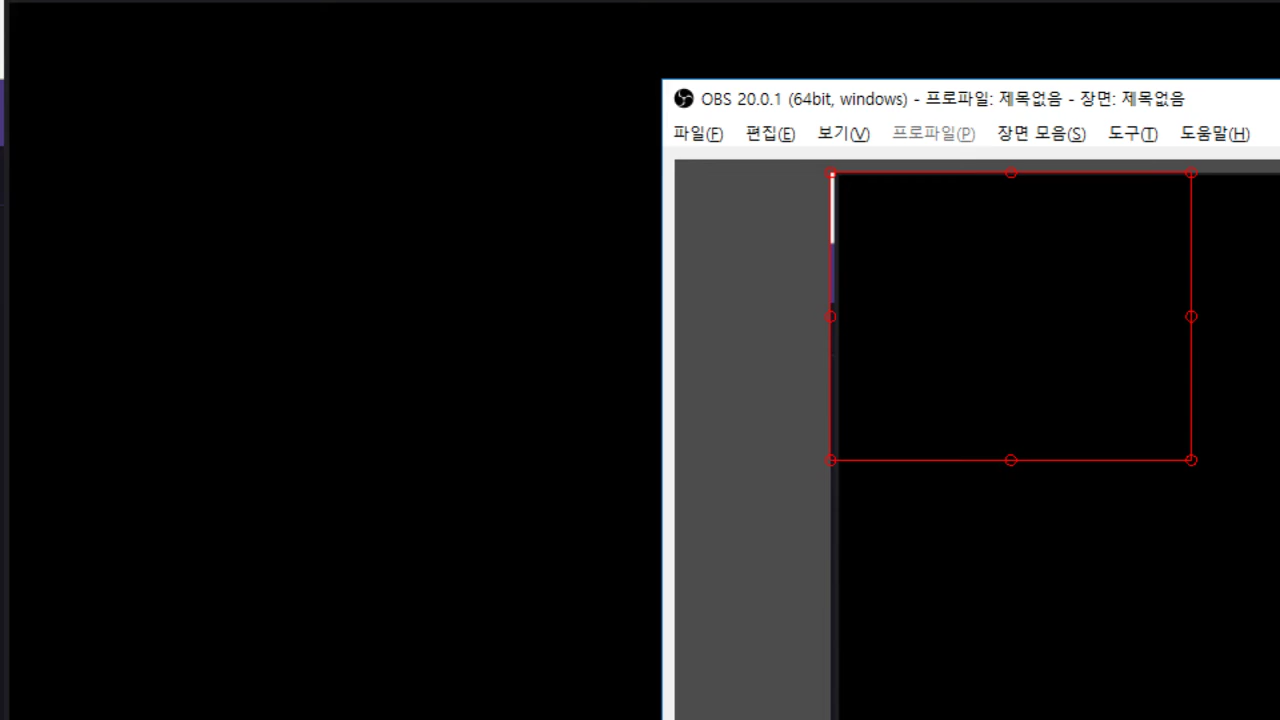 OBS 20.0.1 (64bit, windows) - 프로파일: 제목없음 - 장면: 제목없음
파일(F) 편집(E) 보기(V) 프로파일(P) 장면 모음(S) 도구(T) 도움말(H)